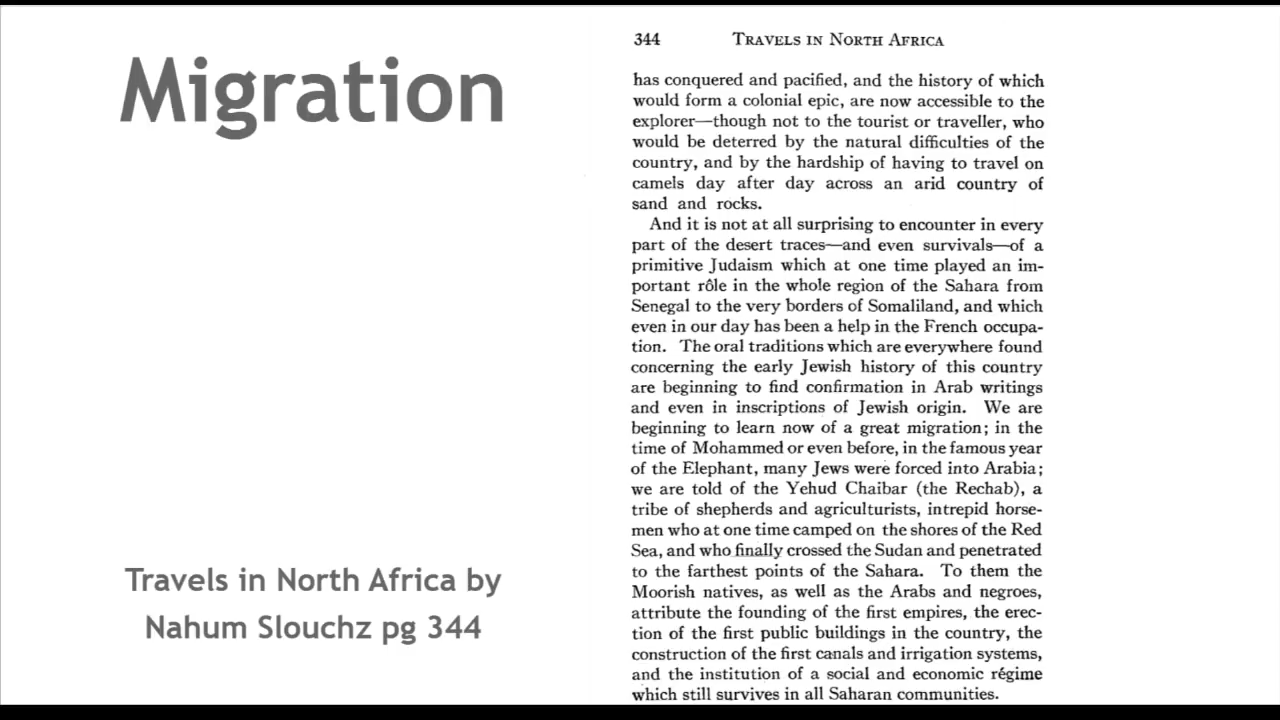 Migration
Travels in North Africa by
Nahum Slouchz pg 344
344 TRAVELS IN NORTH AFRICA
has conquered and pacified, and the history of which
would form a colonial epic, are now accessible to the
explorer—though not to the tourist or traveller, who
would be deterred by the natural difficulties of the
country, and by the hardship of having to travel on
camels day after day across an arid country of
sand and rocks.
And it is not at all surprising to encounter in every
part of the desert traces—and even survivals—of a
primitive Judaism which at one time played an im-
portant rôle in the whole region of the Sahara from
Senegal to the very borders of Somaliland, and which
even in our day has been a help in the French occupa-
tion. The oral traditions which are everywhere found
concerning the early Jewish history of this country
are beginning to find confirmation in Arab writings
and even in inscriptions of Jewish origin. We are
beginning to learn now of a great migration; in the
time of Mohammed or even before, in the famous year
of the Elephant, many Jews were forced into Arabia;
we are told of the Yehud Chaibar (the Rechab), a
tribe of shepherds and agriculturists, intrepid horse-
men who at one time camped on the shores of the Red
Sea, and who finally crossed the Sudan and penetrated
to the farthest points of the Sahara. To them the
Moorish natives, as well as the Arabs and negroes,
attribute the founding of the first empires, the erec-
tion of the first public buildings in the country, the
construction of the first canals and irrigation systems,
and the institution of a social and economic régime
which still survives in all Saharan communities.